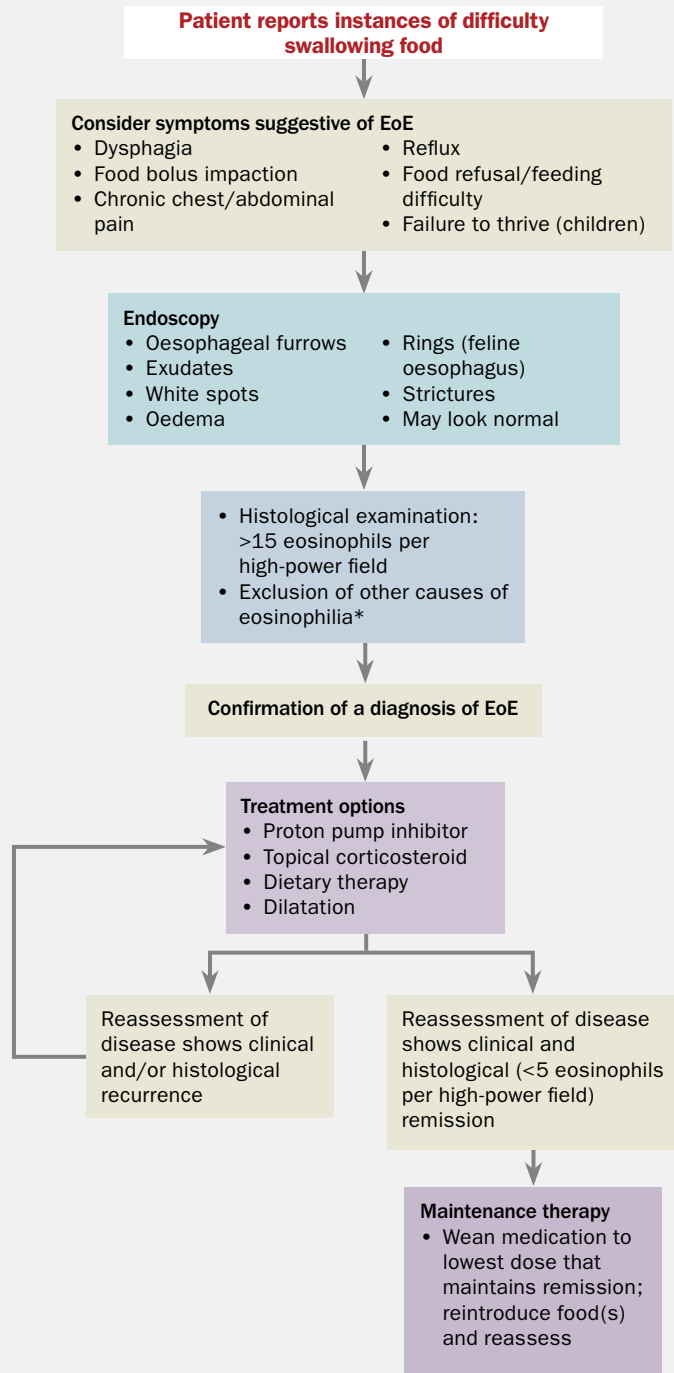 Patient reports instances of difficulty
swallowing food
Consider symptoms suggestive of EoE
• Dysphagia
• Food bolus impaction
• Chronic chest/abdominal
pain
• Reflux
• Food refusal/feeding
difficulty
• Failure to thrive (children)
Endoscopy
• Oesophageal furrows
• Exudates
• White spots
• Oedema
• Rings (feline
oesophagus)
• Strictures
• May look normal
• Histological examination:
>15 eosinophils per
high-power field
• Exclusion of other causes of
eosinophilia*
Confirmation of a diagnosis of EoE
Treatment options
• Proton pump inhibitor
• Topical corticosteroid
• Dietary therapy
• Dilatation
Reassessment of
disease shows clinical
and/or histological
recurrence
Reassessment of disease
shows clinical and
histological (<5 eosinophils
per high-power field)
remission
Maintenance therapy
• Wean medication to
lowest dose that
maintains remission;
reintroduce food(s)
and reassess